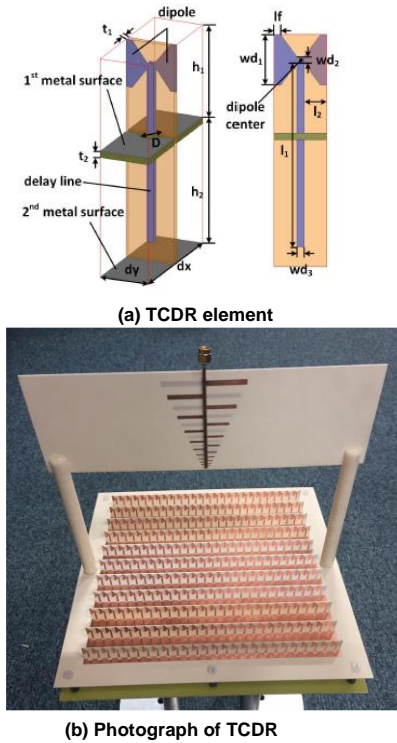 dipole
t₁
1ˢᵗ metal surface
t₂
delay line
2ⁿᵈ metal surface
D
h₁
h₂
dy
dx
lf
wd₁
wd₂
dipole
center
l₂
l₁
wd₃
(a) TCDR element
(b) Photograph of TCDR